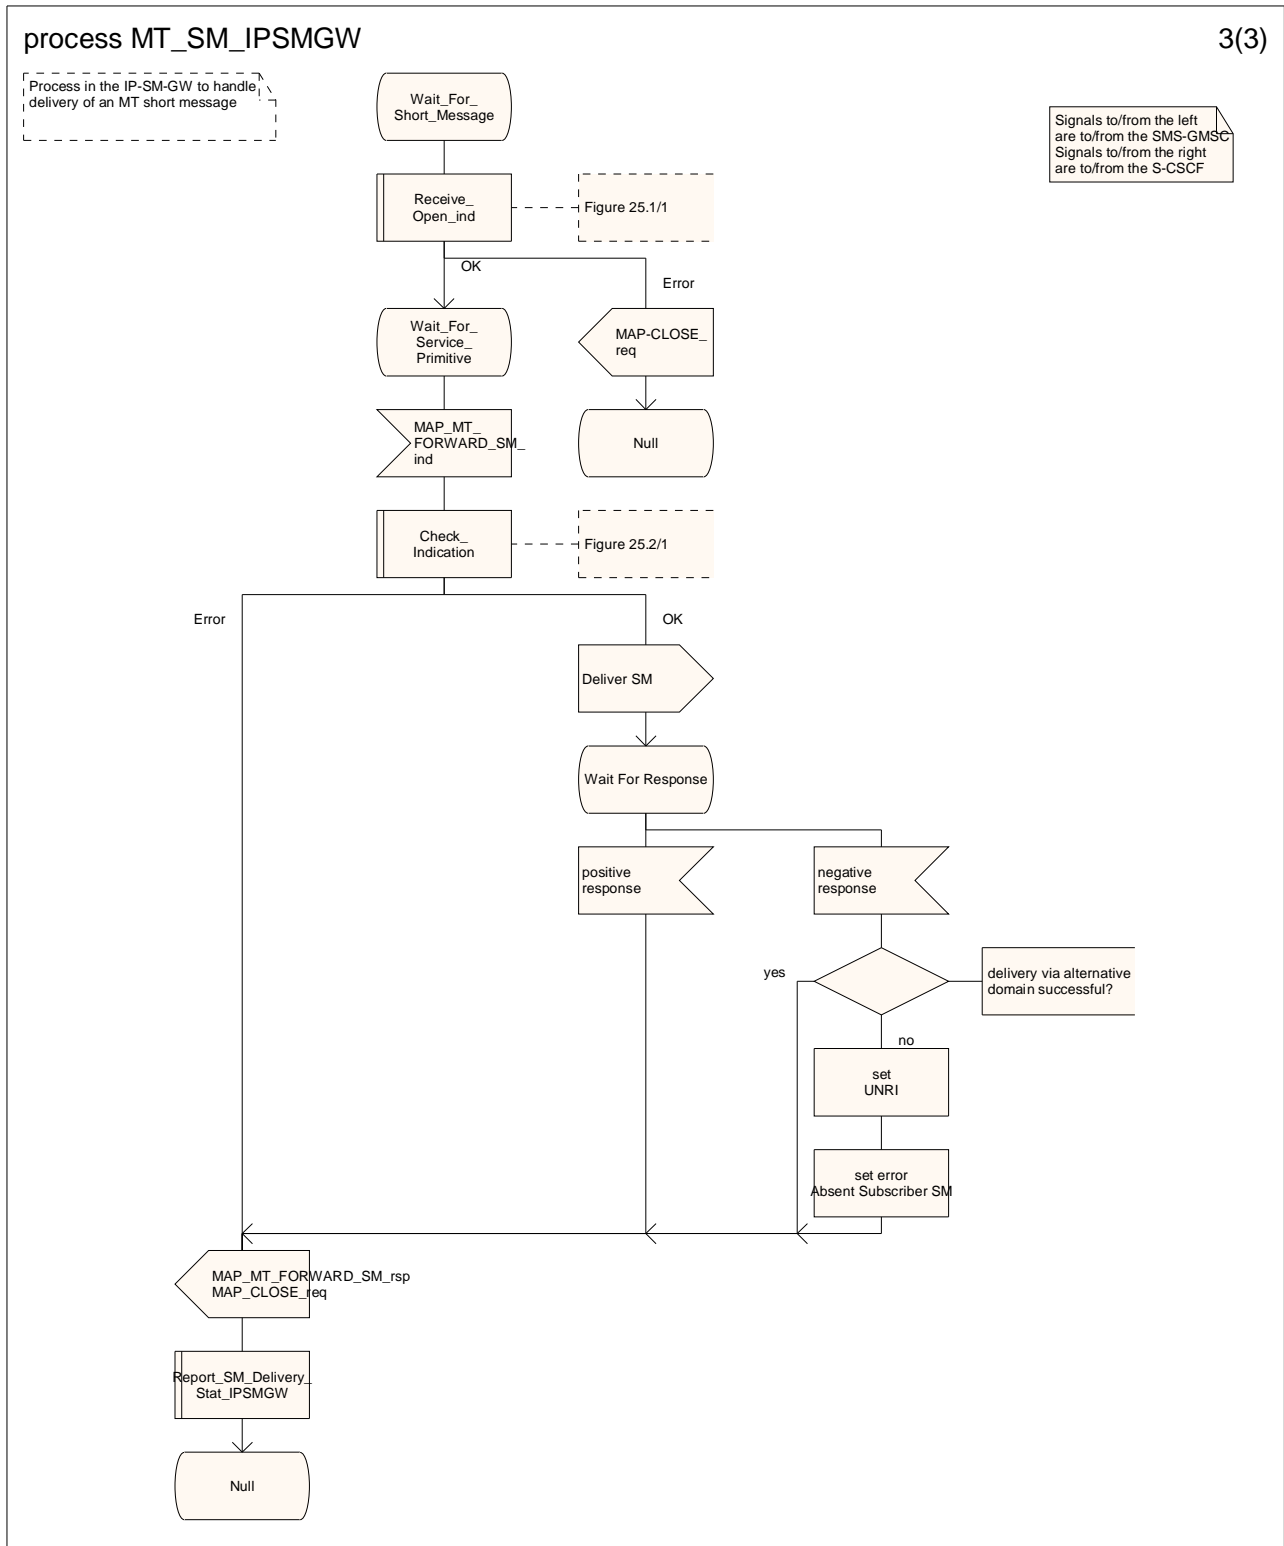 process MT_SM_IPSMGW
3(3)
Process in the IP-SM-GW to handle
delivery of an MT short message
Wait_For_
Short_Message
Signals to/from the left
are to/from the SMS-GMSC
Signals to/from the right
are to/from the S-CSCF
Receive_
Open_ind
Figure 25.1/1
OK
Error
Wait_For_
Service_
Primitive
MAP-CLOSE_
req
MAP_MT_
FORWARD_SM_
ind
Null
Check_
Indication
Figure 25.2/1
Error
OK
Deliver SM
Wait For Response
positive
response
negative
response
yes
delivery via alternative
domain successful?
no
set
UNRI
set error
Absent Subscriber SM
MAP_MT_FORWARD_SM_rsp
MAP_CLOSE_req
Report_SM_Delivery_
Stat_IPSMGW
Null